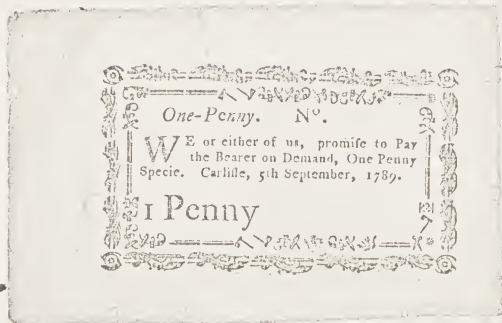 One-Penny. Nº.
WE or either of us, promiſe to Pay
the Bearer on Demand, One Penny
Specie. Carliſle, 5th September, 1789.
1 Penny